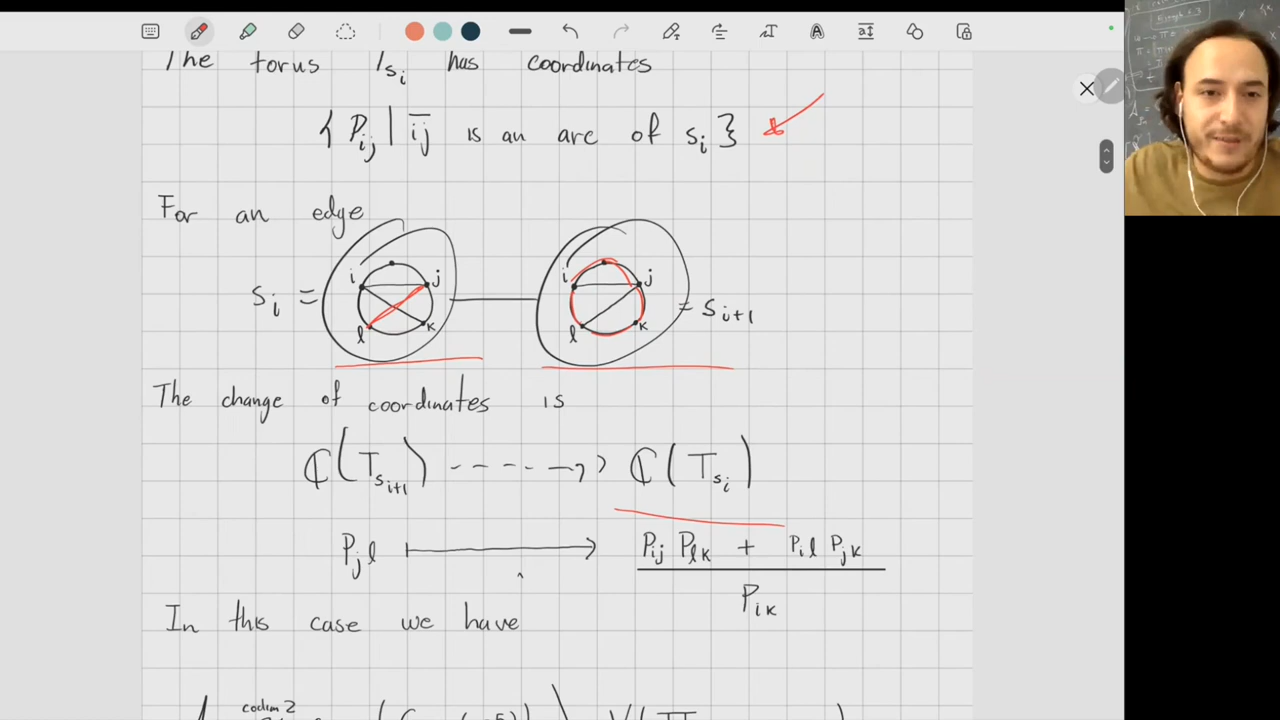 The torus T_{s_i} has coordinates
{ P_{ij} | \overline{ij} is an arc of s_i }
For an edge
s_i = i j l k — i j l k = s_{i+1}
The change of coordinates is
ℂ(T_{s_{i+1}}) ----→ ℂ(T_{s_i})
P_{jl} ⟼ \frac{P_{ij} P_{lk} + P_{il} P_{jk}}{P_{ik}}
In this case we have
codim 2